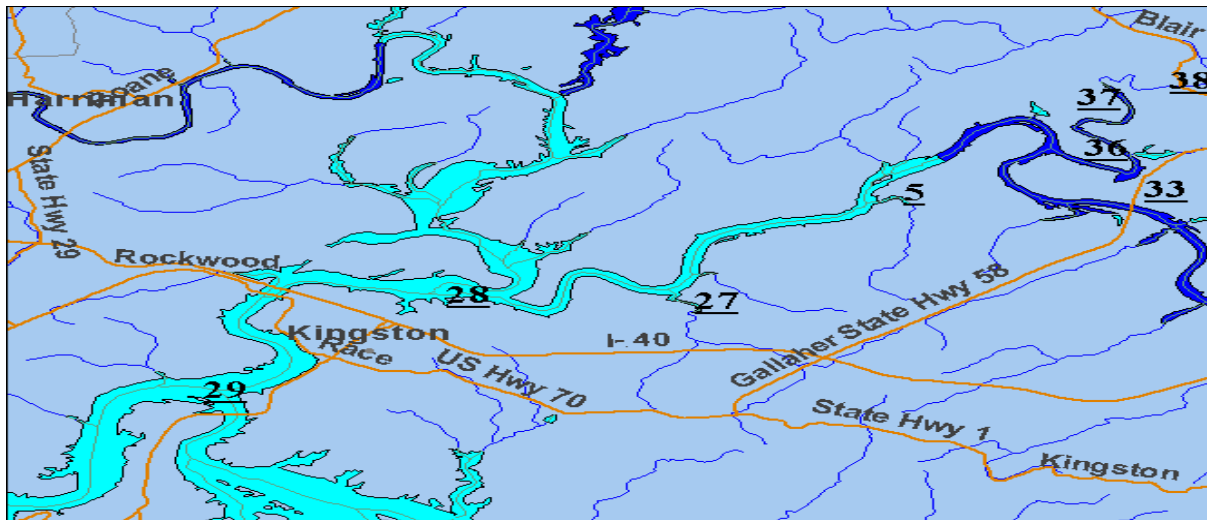 Blair
38
37
Roane
Harriman
36
State Hwy 29
33
5
Rockwood
28
27
Gallaher State Hwy 58
Kingston
I- 40
Race
US Hwy 70
29
State Hwy 1
Kingston